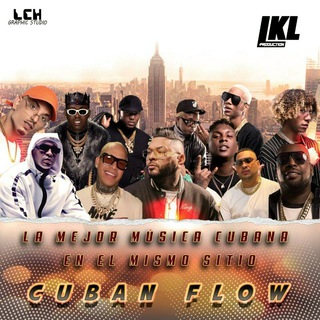 LCH
GRAPHIC STUDIO
LKL
PRODUCTION
LA MEJOR MÚSICA CUBANA
EN EL MISMO SITIO
CUBAN FLOW